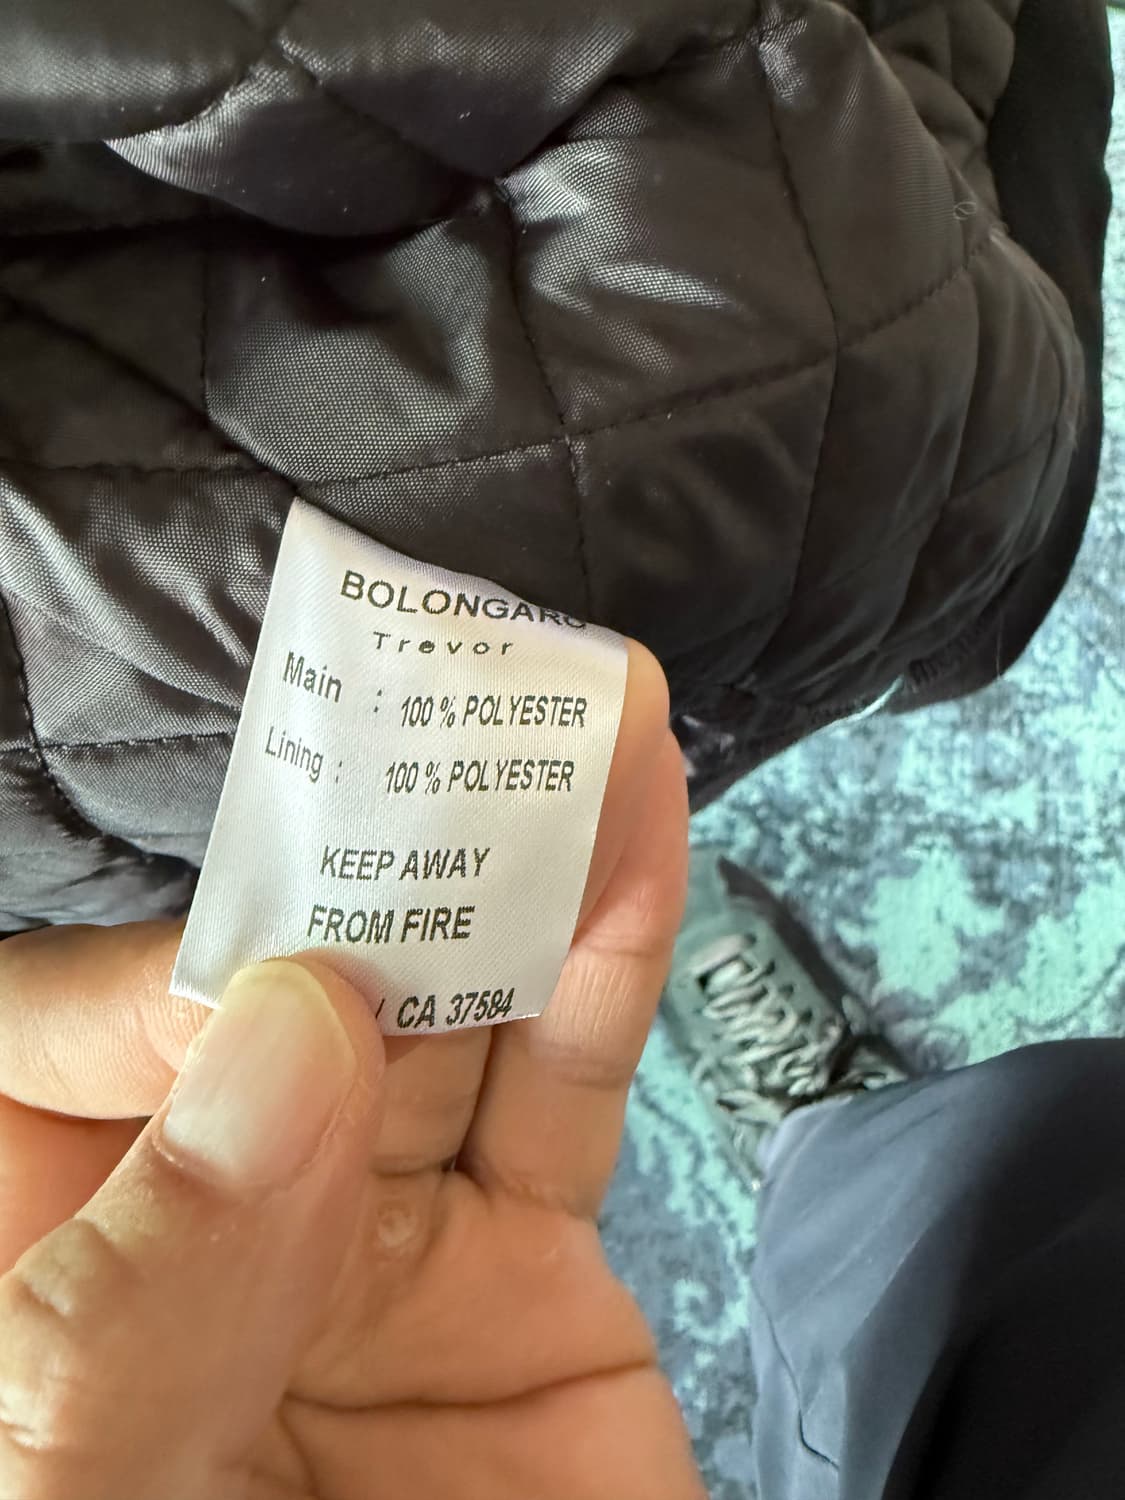 BOLONGARO
Trevor
Main : 100 % POLYESTER
Lining : 100 % POLYESTER
KEEP AWAY
FROM FIRE
/ CA 37584